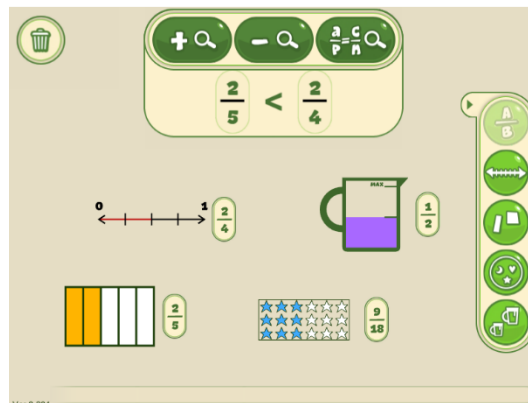 + −
a/p = c/n
2/5 < 2/4
A/B
0 1 2/4
MAX
1/2
2/5
9/18